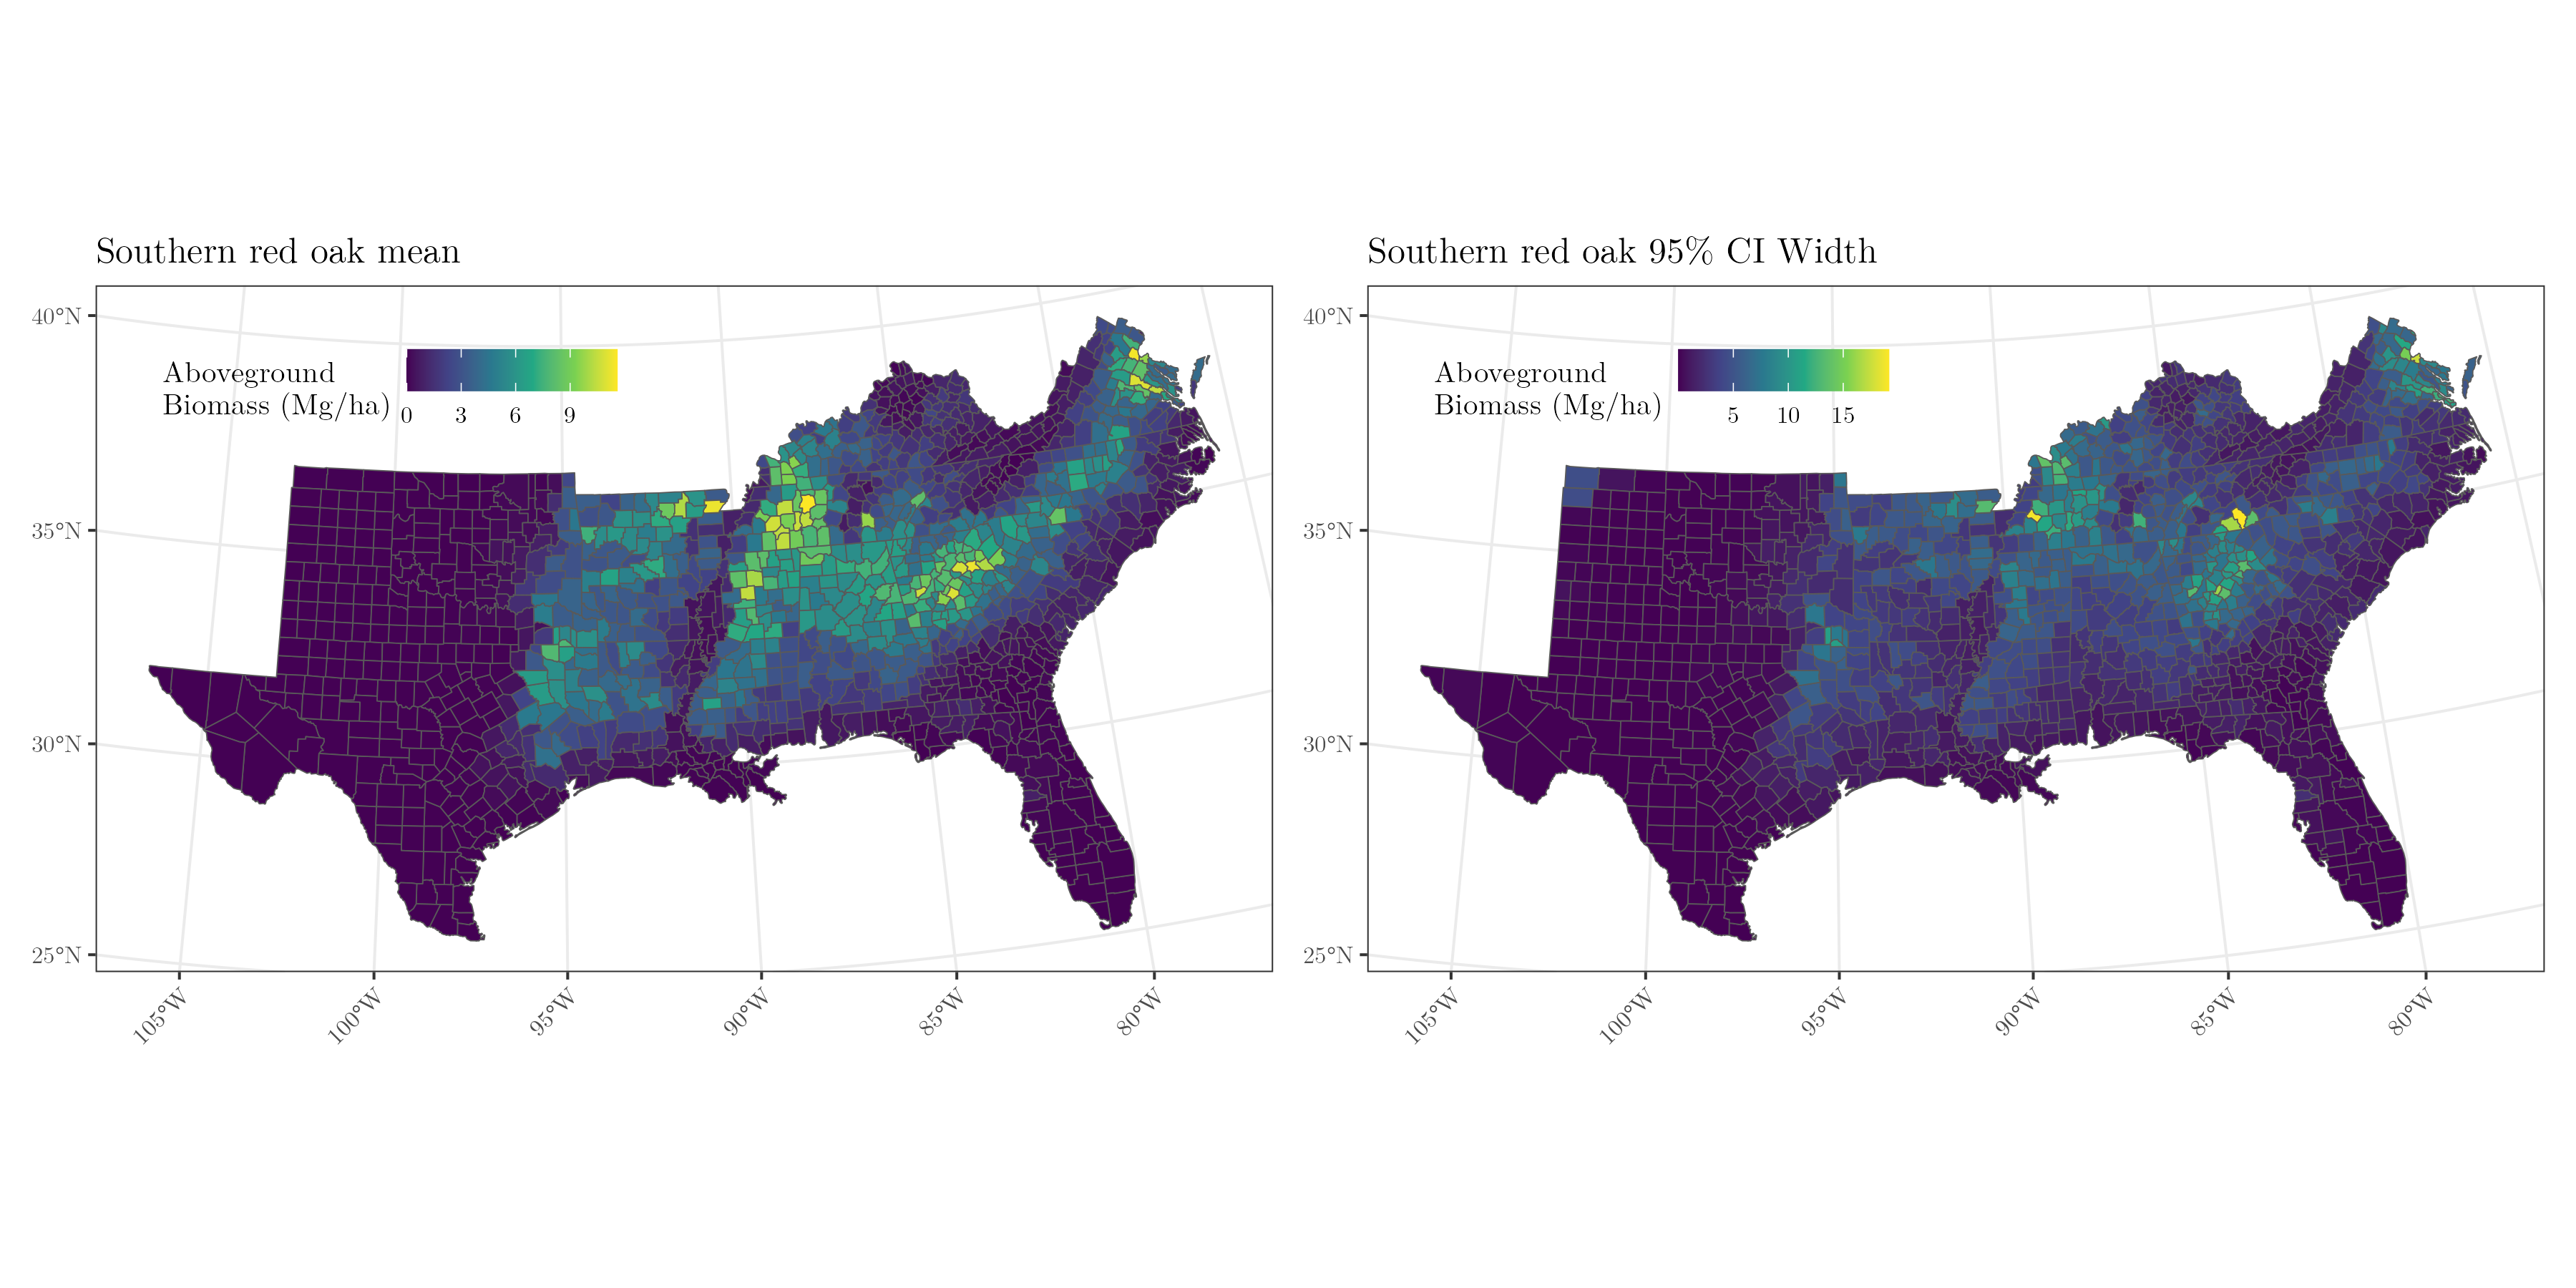 Southern red oak mean
Aboveground
Biomass (Mg/ha)
0 3 6 9
40°N
35°N
30°N
25°N
105°W 100°W 95°W 90°W 85°W 80°W
Southern red oak 95% CI Width
Aboveground
Biomass (Mg/ha)
5 10 15
40°N
35°N
30°N
25°N
105°W 100°W 95°W 90°W 85°W 80°W